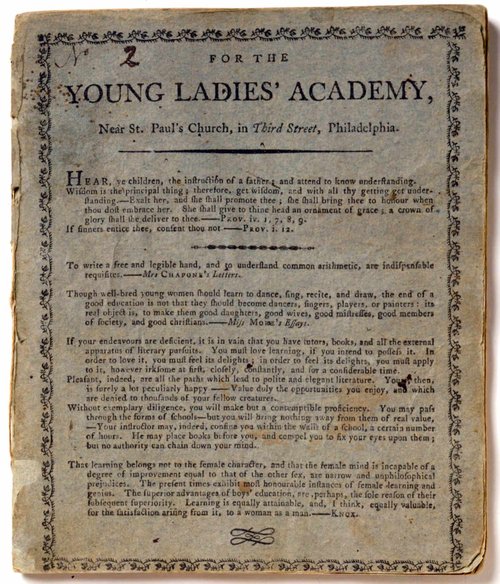 No 2
FOR THE
YOUNG LADIES' ACADEMY,
Near St. Paul's Church, in Third Street, Philadelphia.
HEAR, ye children, the instruction of a father; and attend to know understanding.
Wisdom is the principal thing; therefore, get wisdom, and with all thy getting get under-
standing.—Exalt her, and she shall promote thee; she shall bring thee to honour when
thou dost embrace her. She shall give to thine head an ornament of grace; a crown of
glory shall she deliver to thee.—PROV. iv. 1, 7, 8, 9.
If sinners entice thee, consent thou not—PROV. i. 12.
To write a free and legible hand, and to understand common arithmetic, are indispensable
requisites.—Mrs CHAPONE's Letters.
Though well-bred young women should learn to dance, sing, recite, and draw, the end of a
good education is not that they should become dancers, singers, players, or painters: its
real object is, to make them good daughters, good wives, good mistresses, good members
of society, and good christians.—Miss MORE's Essays.
If your endeavours are deficient, it is in vain that you have tutors, books, and all the external
apparatus of literary pursuits. You must love learning, if you intend to possess it. In
order to love it, you must feel its delights; in order to feel its delights, you must apply
to it, however irksome at first, closely, constantly, and for a considerable time.
Pleasant, indeed, are all the paths which lead to polite and elegant literature. Yours then,
is surely a lot peculiarly happy—Value duly the opportunities you enjoy, and which
are denied to thousands of your fellow creatures.
Without exemplary diligence, you will make but a contemptible proficiency. You may pass
through the forms of schools—but you will bring nothing away from them of real value,
—Your instructor may, indeed, confine you within the walls of a school, a certain number
of hours. He may place books before you, and compel you to fix your eyes upon them;
but no authority can chain down your mind.
That learning belongs not to the female character, and that the female mind is incapable of a
degree of improvement equal to that of the other sex, are narrow and unphilosophical
prejudices. The present times exhibit most honourable instances of female learning and
genius. The superior advantages of boys' education, are, perhaps, the sole reason of their
subsequent superiority. Learning is equally attainable, and, I think, equally valuable,
for the satisfaction arising from it, to a woman as a man.—KNOX.